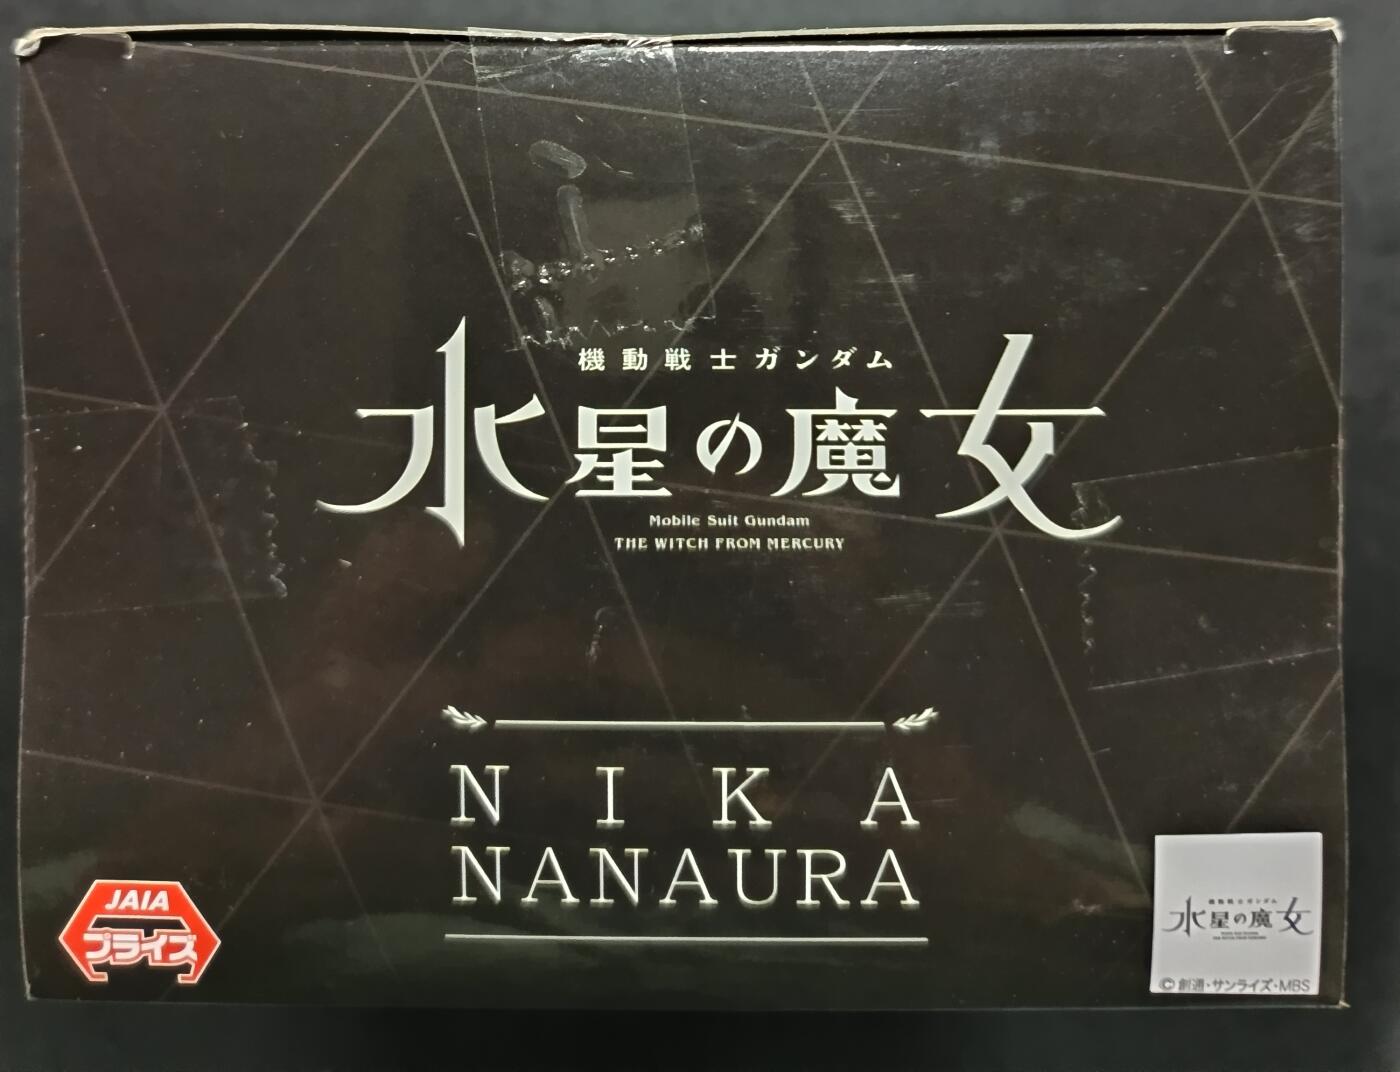 機動戦士ガンダム
水星の魔女
Mobile Suit Gundam
THE WITCH FROM MERCURY
NIKA
NANAURA
JAIA
プライズ
機動戦士ガンダム
水星の魔女
©創通・サンライズ・MBS